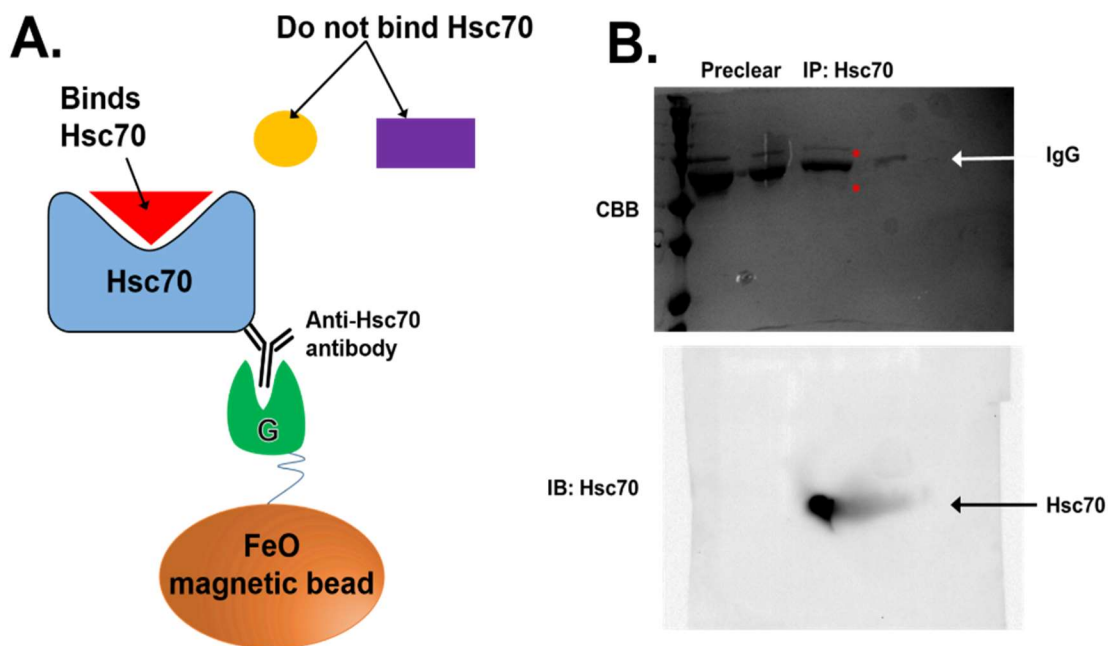 A.
Do not bind Hsc70
Binds
Hsc70
Hsc70
Anti-Hsc70
antibody
G
FeO
magnetic bead
B.
Preclear IP: Hsc70
IgG
CBB
IB: Hsc70
Hsc70